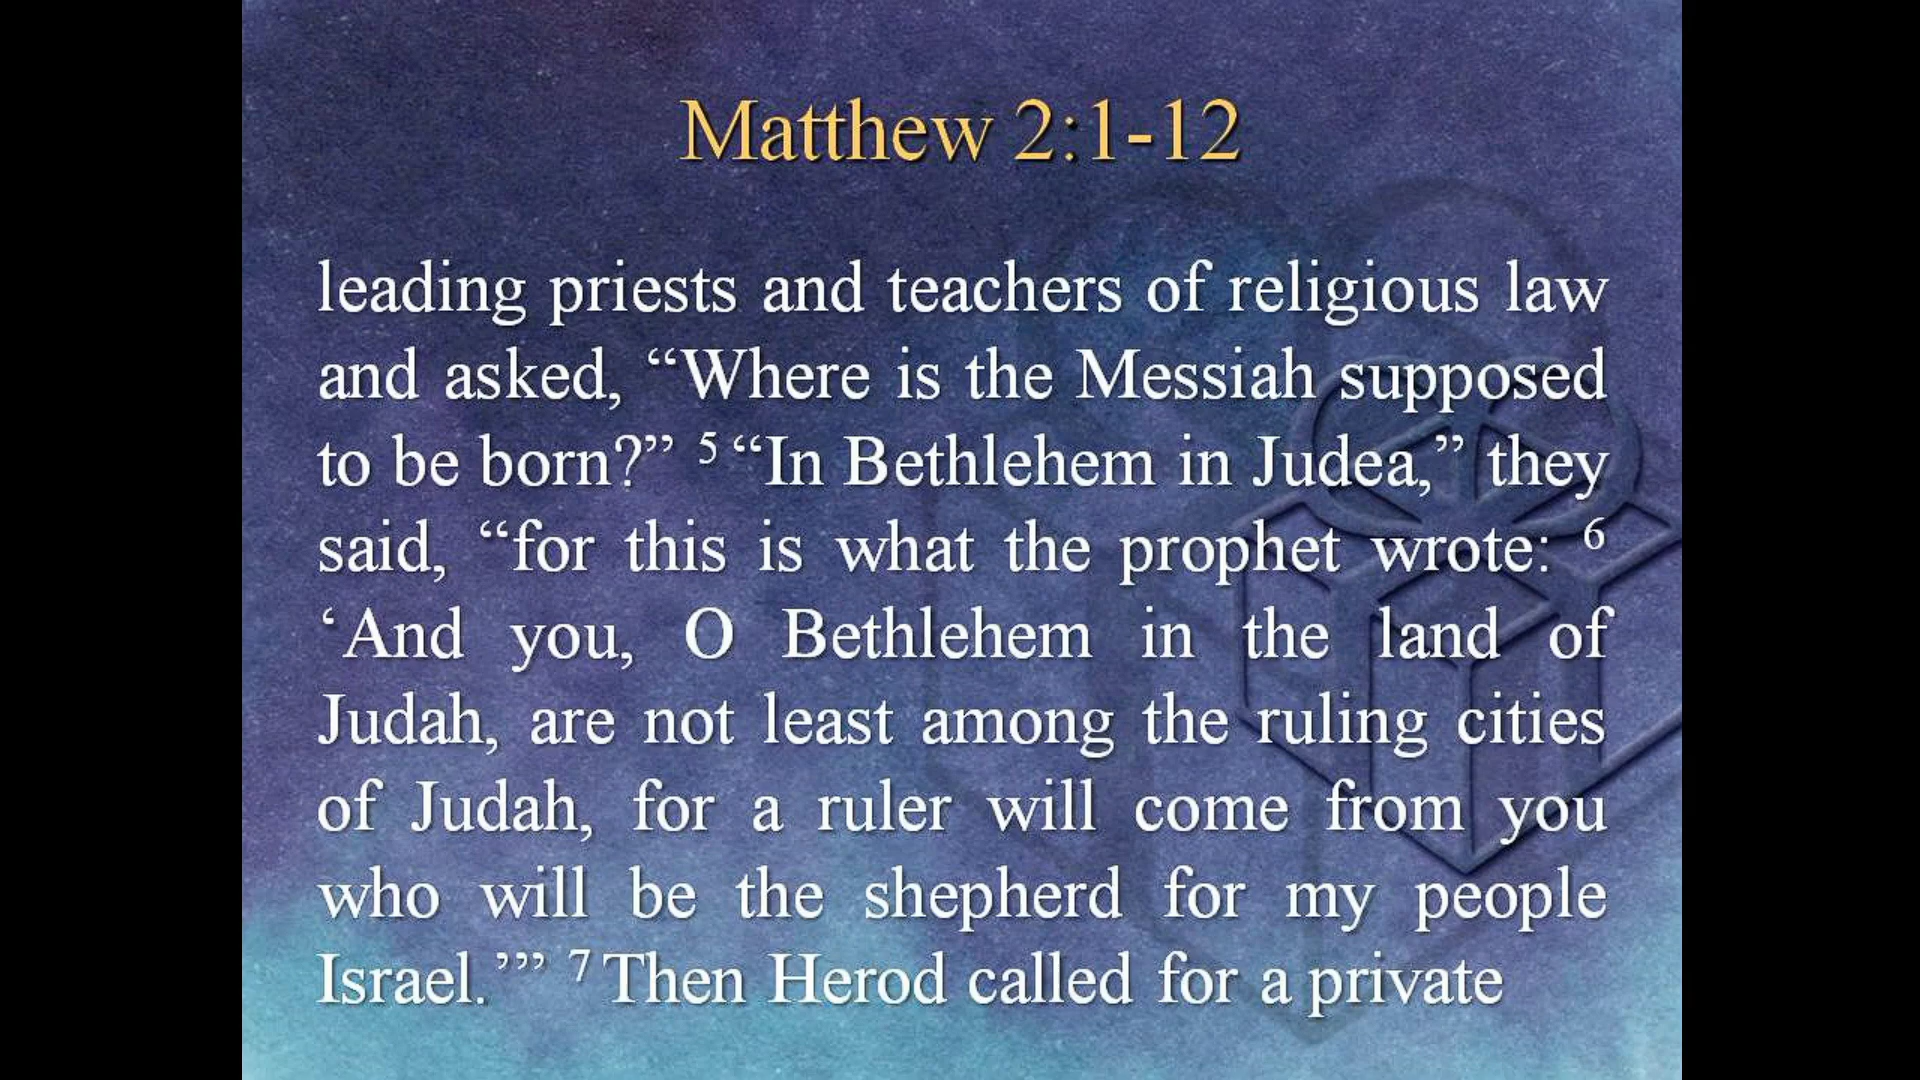 Matthew 2:1-12
leading priests and teachers of religious law
and asked, “Where is the Messiah supposed
to be born?” ⁵ “In Bethlehem in Judea,” they
said, “for this is what the prophet wrote: ⁶
‘And you, O Bethlehem in the land of
Judah, are not least among the ruling cities
of Judah, for a ruler will come from you
who will be the shepherd for my people
Israel.’” ⁷ Then Herod called for a private